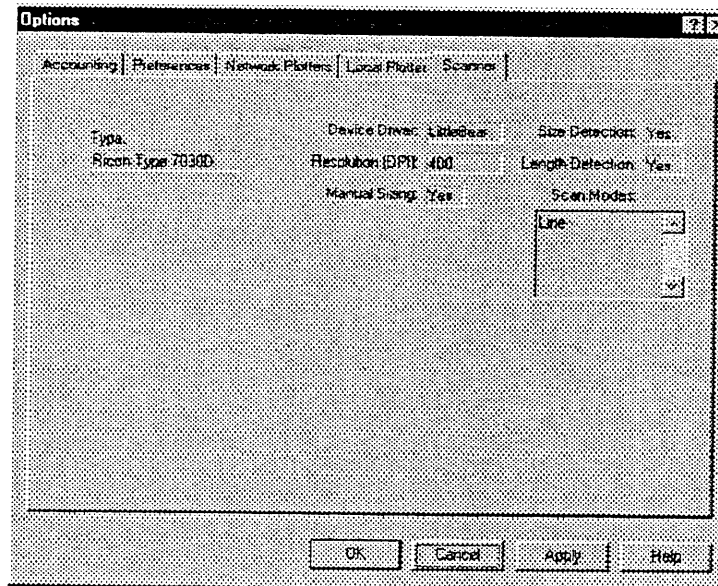 Options
Accounting Preferences Network Plotters Local Plotter Scanner
Type: Device Driver: LittleBear Size Detection: Yes
Ricoh Type 7030D Resolution (DPI): 400 Length Detection: Yes
Manual Sizing: Yes Scan Modes:
Line
OK Cancel Apply Help